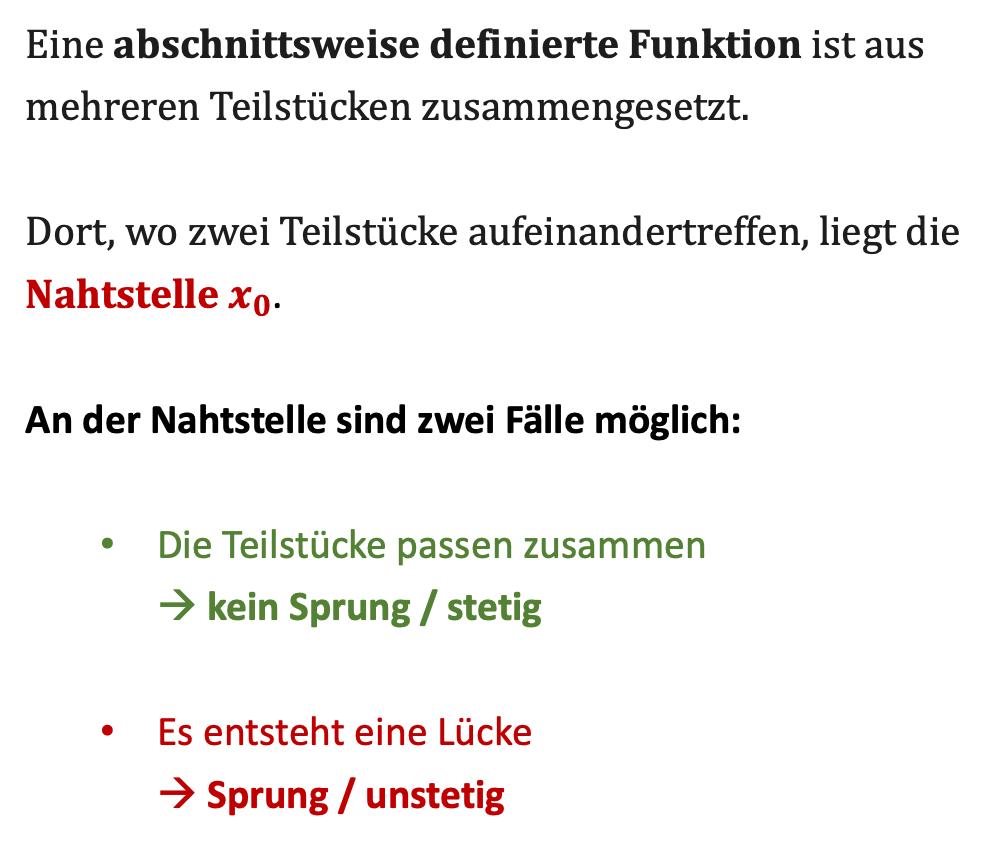 Eine abschnittsweise definierte Funktion ist aus
mehreren Teilstücken zusammengesetzt.
Dort, wo zwei Teilstücke aufeinandertreffen, liegt die
Nahtstelle x₀.
An der Nahtstelle sind zwei Fälle möglich:
• Die Teilstücke passen zusammen
→ kein Sprung / stetig
• Es entsteht eine Lücke
→ Sprung / unstetig